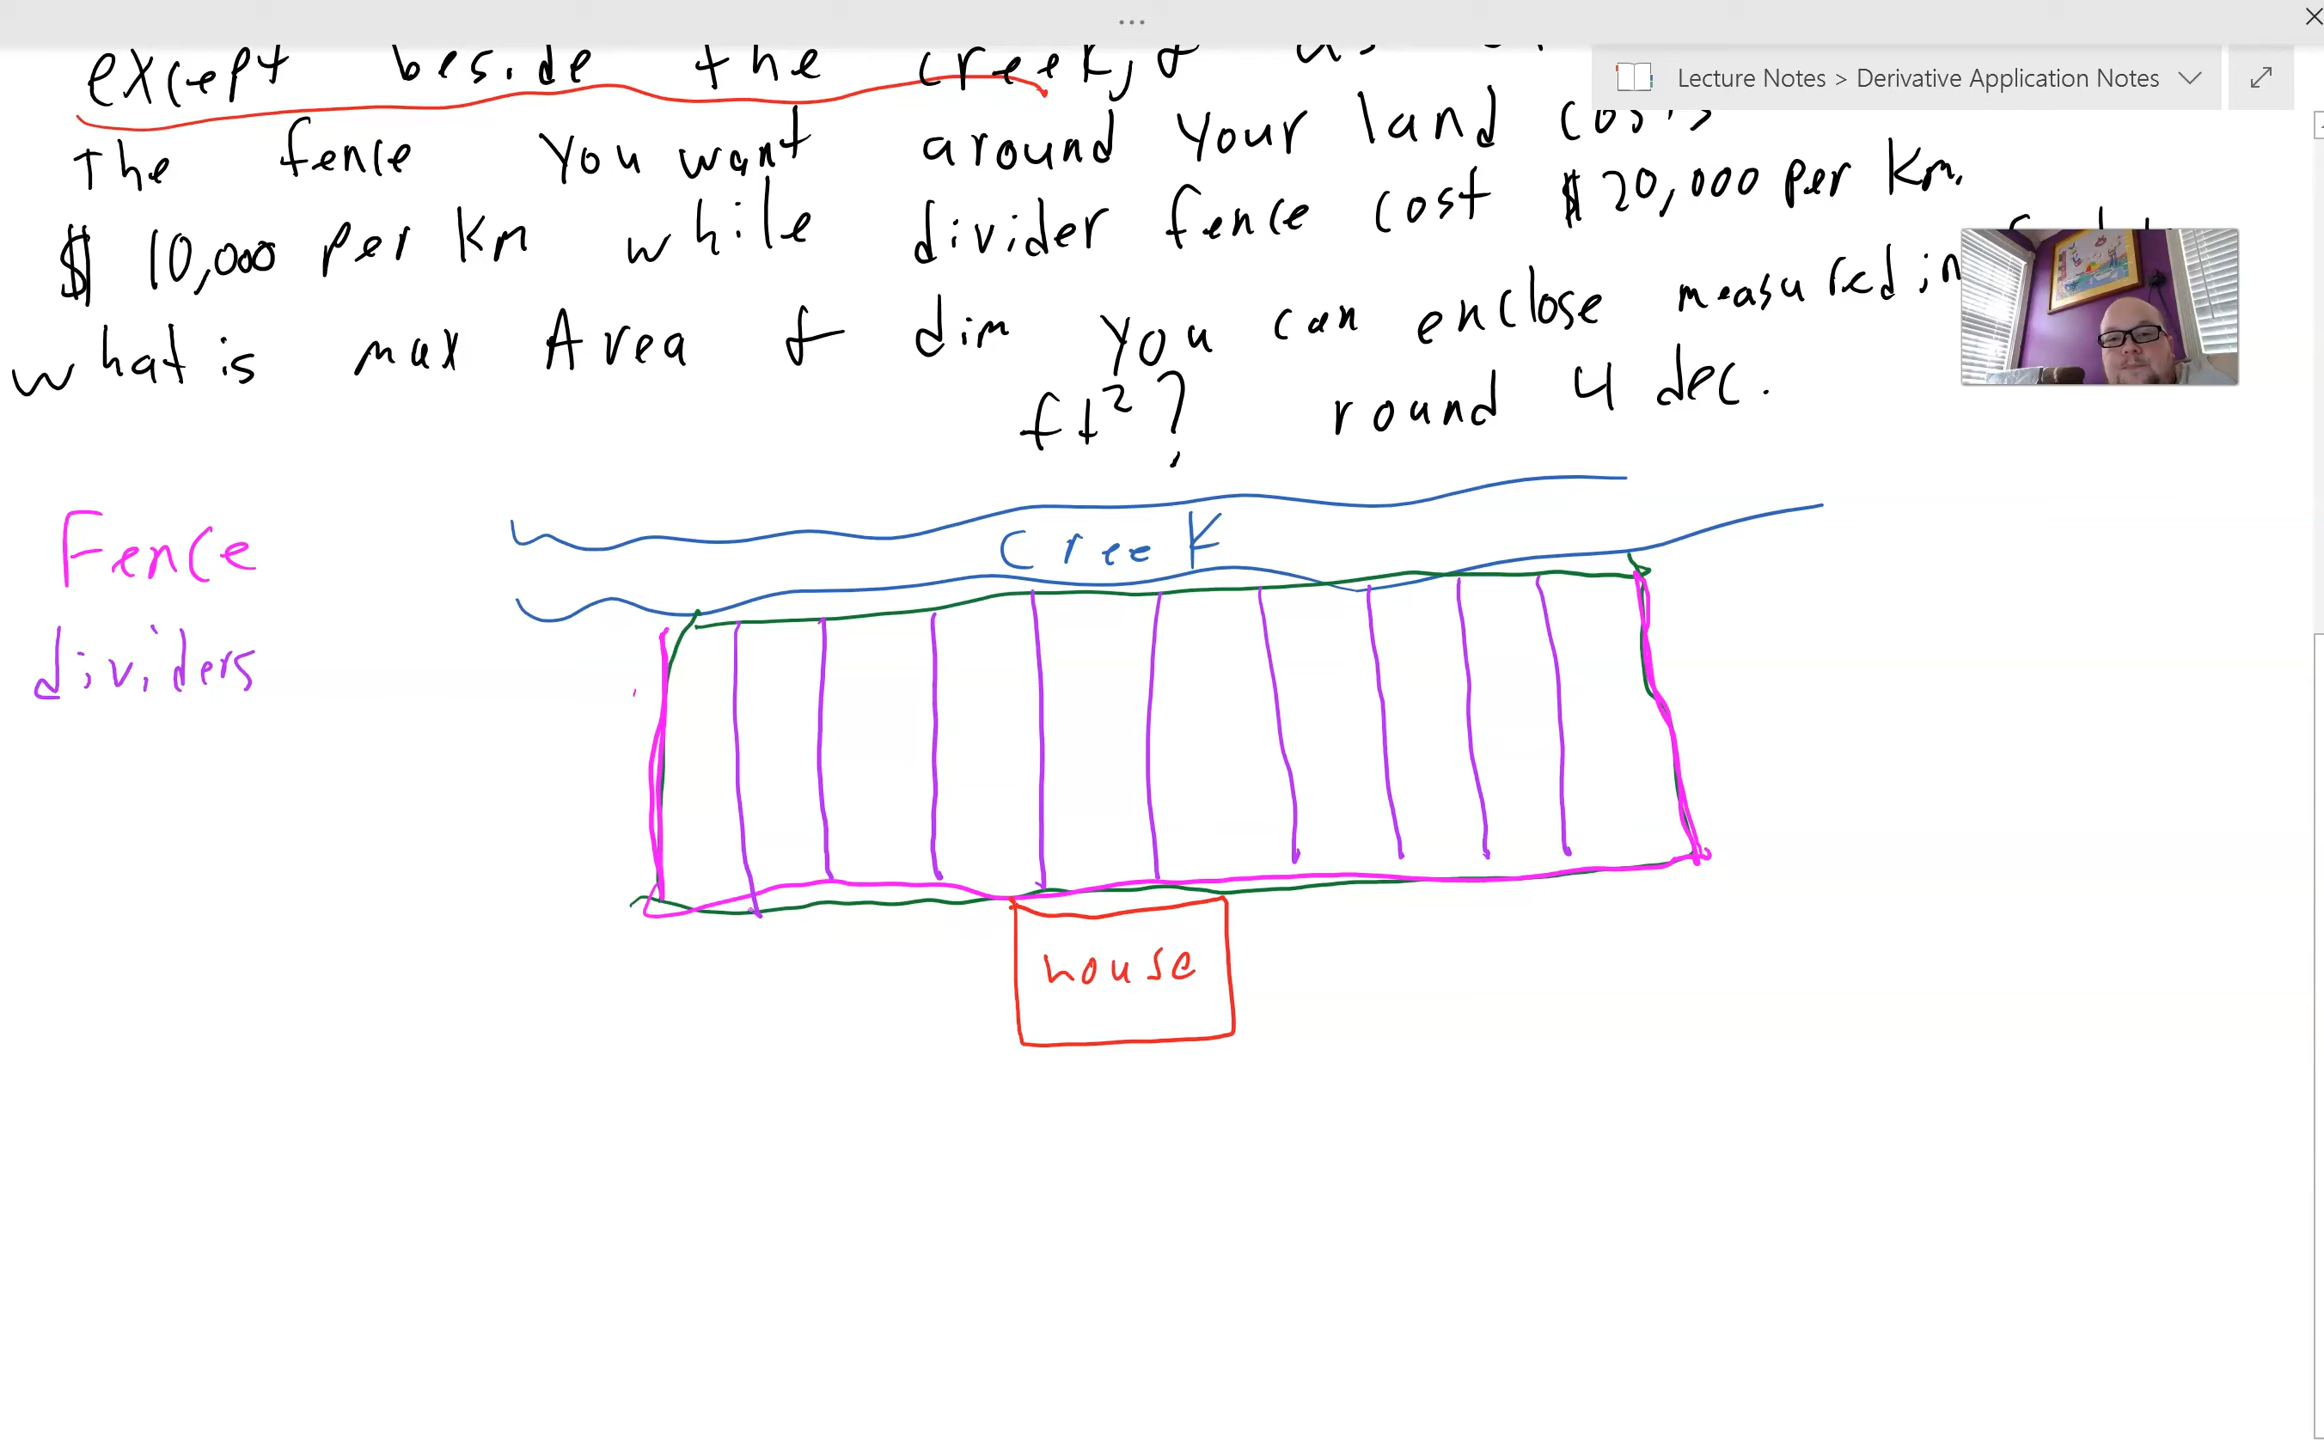 except beside the creek, &
Lecture Notes > Derivative Application Notes
the fence you want around your land costs
$ 10,000 per km while divider fence cost $20,000 per km.
what is max Area & dim you can enclose measured in
ft²? round 4 dec.
Fence
creek
dividers
house